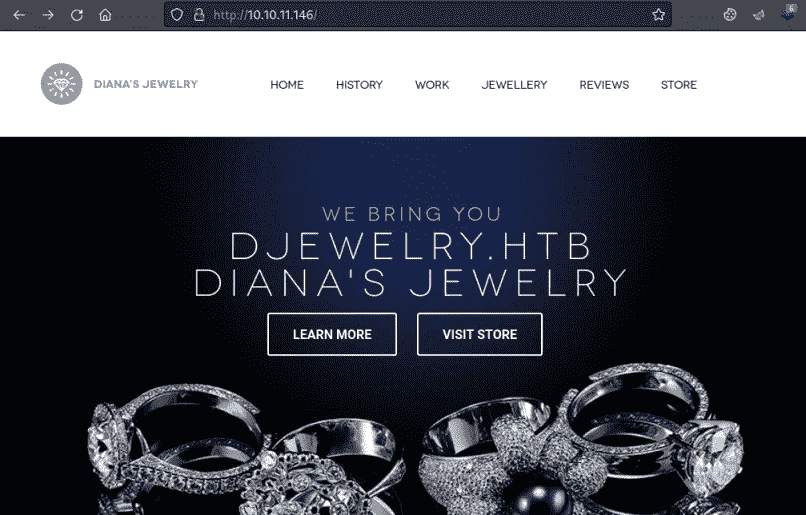 http://10.10.11.146/
6
DIANA'S JEWELRY
HOME HISTORY WORK JEWELLERY REVIEWS STORE
WE BRING YOU
DJEWELRY.HTB
DIANA'S JEWELRY
LEARN MORE VISIT STORE